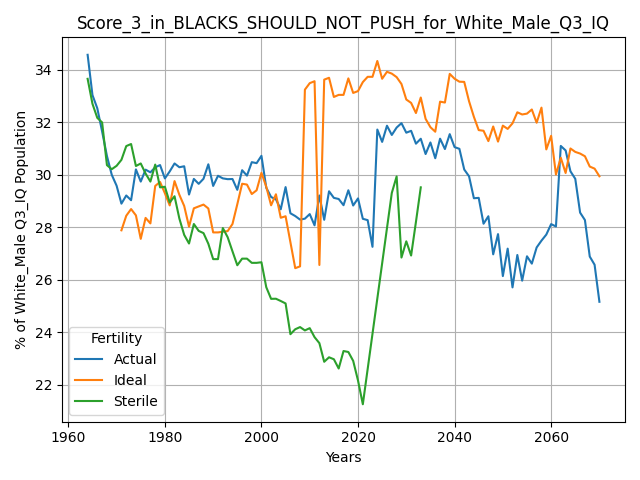 Score_3_in_BLACKS_SHOULD_NOT_PUSH_for_White_Male_Q3_IQ
% of White_Male Q3_IQ Population
34
32
30
28
26
24
22
Fertility
Actual
Ideal
Sterile
1960
1980
2000
2020
2040
2060
Years